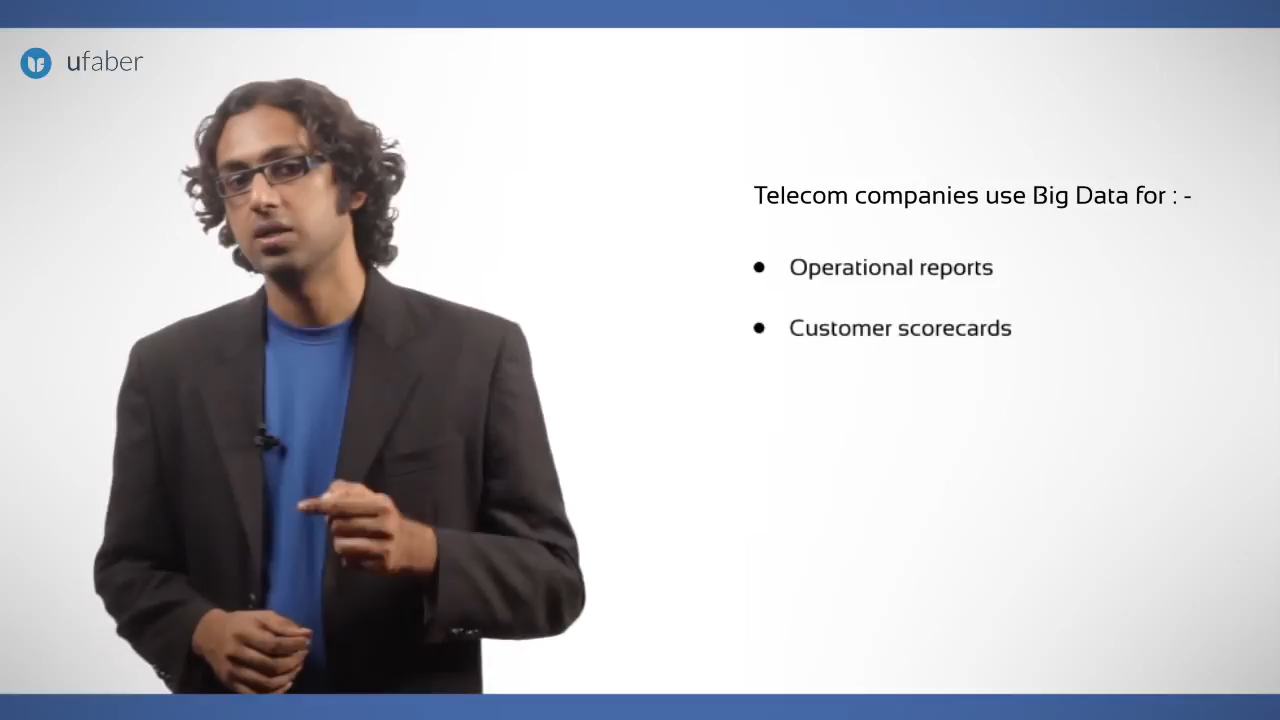 ufaber
Telecom companies use Big Data for : -
● Operational reports
● Customer scorecards